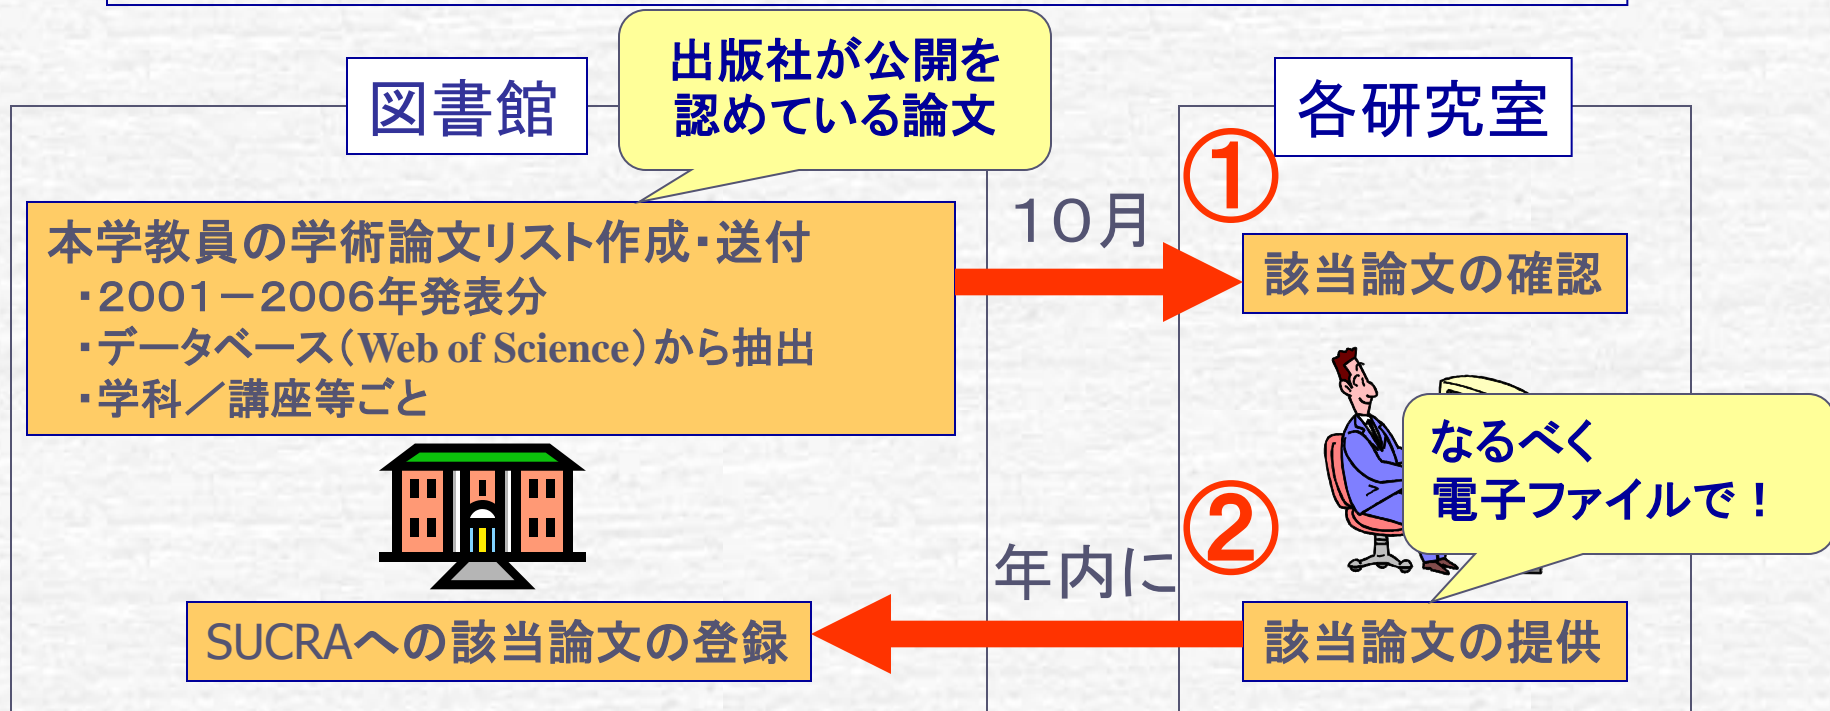 図書館
出版社が公開を
認めている論文
各研究室
本学教員の学術論文リスト作成・送付
・2001－2006年発表分
・データベース（Web of Science）から抽出
・学科／講座等ごと
10月
①
該当論文の確認
なるべく
電子ファイルで！
②
年内に
SUCRAへの該当論文の登録
該当論文の提供